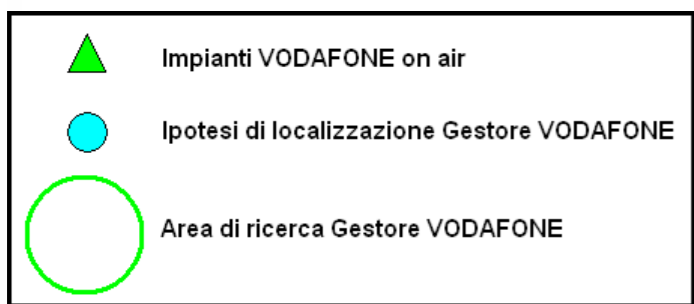 Impianti VODAFONE on air
Ipotesi di localizzazione Gestore VODAFONE
Area di ricerca Gestore VODAFONE